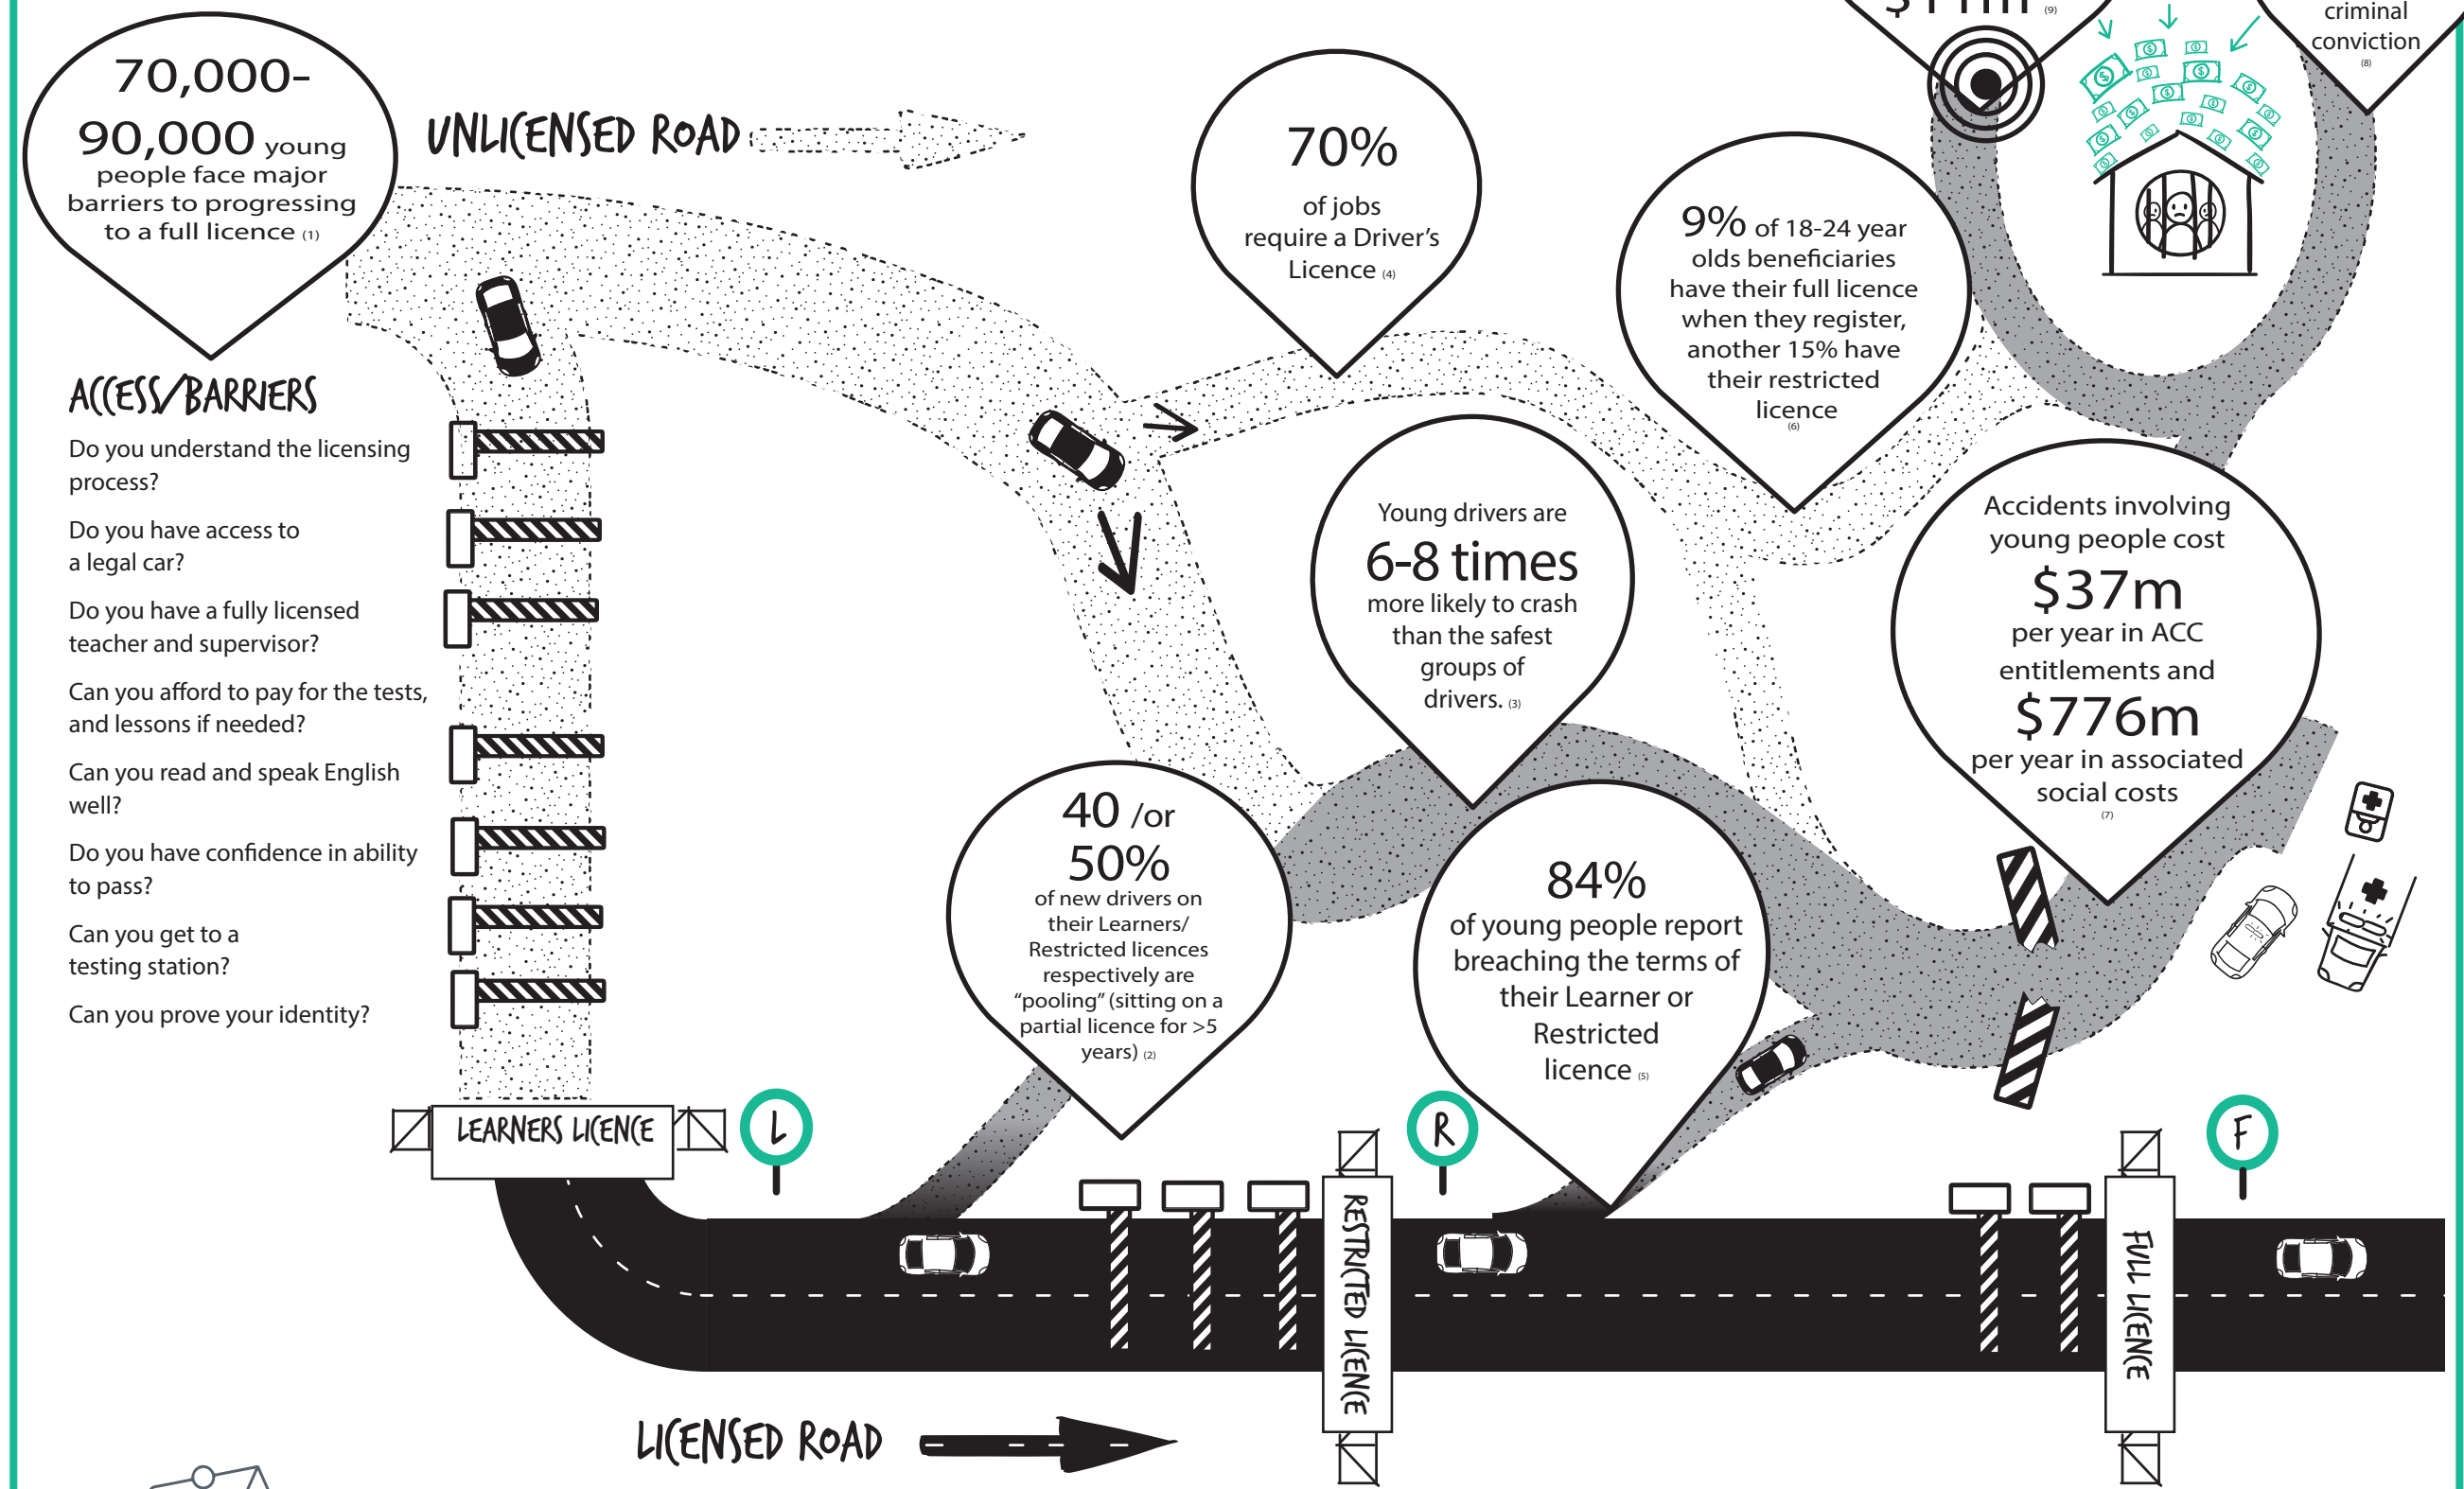 70,000-
90,000 young
people face major
barriers to progressing
to a full licence (1)
UNLICENSED ROAD
70%
of jobs
require a Driver's
Licence (4)
(9)
criminal
conviction
(8)
9% of 18-24 year
olds beneficiaries
have their full licence
when they register,
another 15% have
their restricted
licence
(6)
ACCESS/BARRIERS
Do you understand the licensing
process?
Do you have access to
a legal car?
Do you have a fully licensed
teacher and supervisor?
Can you afford to pay for the tests,
and lessons if needed?
Can you read and speak English
well?
Do you have confidence in ability
to pass?
Can you get to a
testing station?
Can you prove your identity?
Young drivers are
6-8 times
more likely to crash
than the safest
groups of
drivers. (3)
Accidents involving
young people cost
$37m
per year in ACC
entitlements and
$776m
per year in associated
social costs
(7)
40 /or
50%
of new drivers on
their Learners/
Restricted licences
respectively are
"pooling" (sitting on a
partial licence for >5
years) (2)
84%
of young people report
breaching the terms of
their Learner or
Restricted
licence (5)
LEARNERS LICENCE
L
R
F
RESTRICTED LICENCE
FULL LICENCE
LICENSED ROAD